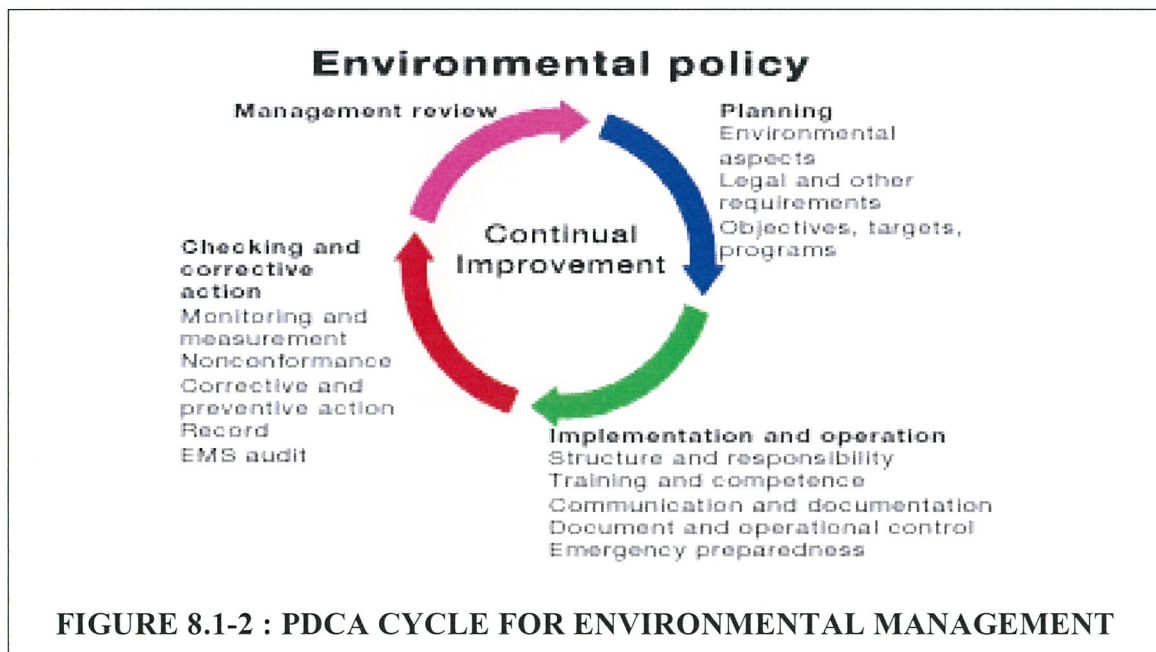 Environmental policy
Management review
Planning
Environmental
aspects
Legal and other
requirements
Objectives, targets,
programs
Continual
Improvement
Checking and
corrective
action
Monitoring and
measurement
Nonconformance
Corrective and
preventive action
Record
EMS audit
Implementation and operation
Structure and responsibility
Training and competence
Communication and documentation
Document and operational control
Emergency preparedness
FIGURE 8.1-2 : PDCA CYCLE FOR ENVIRONMENTAL MANAGEMENT